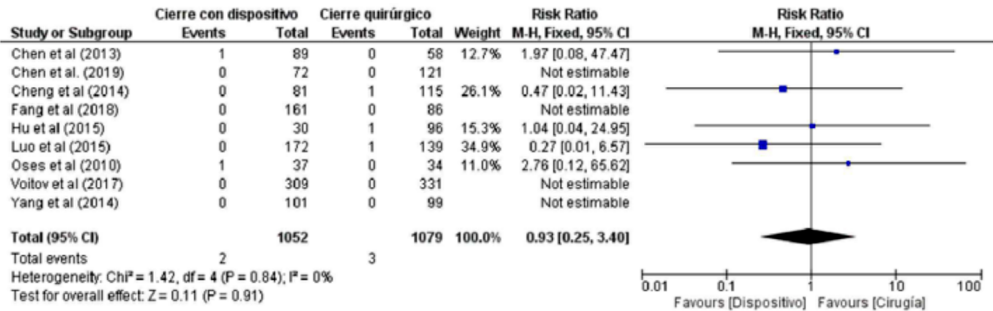 Cierre con dispositivo Cierre quirúrgico Risk Ratio Risk Ratio
Study or Subgroup Events Total Events Total Weight M-H, Fixed, 95% CI M-H, Fixed, 95% CI
Chen et al (2013) 1 89 0 58 12.7% 1.97 [0.08, 47.47]
Chen et al. (2019) 0 72 0 121 Not estimable
Cheng et al (2014) 0 81 1 115 26.1% 0.47 [0.02, 11.43]
Fang et al (2018) 0 161 0 86 Not estimable
Hu et al (2015) 0 30 1 96 15.3% 1.04 [0.04, 24.95]
Luo et al (2015) 0 172 1 139 34.9% 0.27 [0.01, 6.57]
Oses et al (2010) 1 37 0 34 11.0% 2.76 [0.12, 65.62]
Voitov et al (2017) 0 309 0 331 Not estimable
Yang et al (2014) 0 101 0 99 Not estimable
Total (95% CI) 1052 1079 100.0% 0.93 [0.25, 3.40]
Total events 2 3
Heterogeneity: Chi² = 1.42, df = 4 (P = 0.84); I² = 0%
Test for overall effect: Z = 0.11 (P = 0.91)
0.01 0.1 1 10 100
Favours [Dispositivo] Favours [Cirugía]